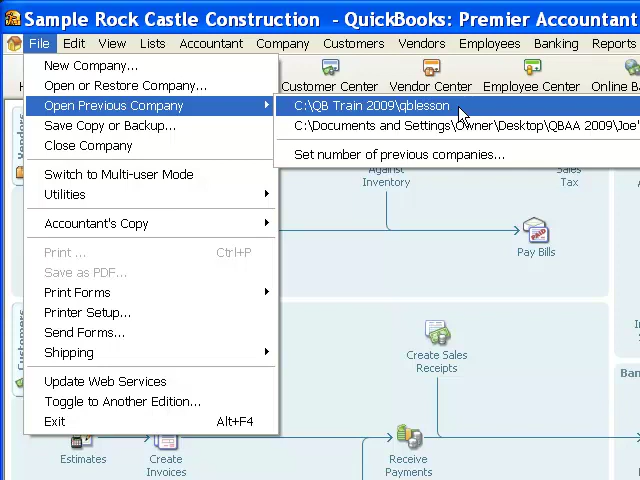 Sample Rock Castle Construction - QuickBooks: Premier Accountant
File Edit View Lists Accountant Company Customers Vendors Employees Banking Reports
New Company...
Open or Restore Company...
Open Previous Company
Save Copy or Backup...
Close Company
Switch to Multi-user Mode
Utilities
Accountant's Copy
Print ... Ctrl+P
Save as PDF...
Print Forms
Printer Setup...
Send Forms...
Shipping
Update Web Services
Toggle to Another Edition...
Exit Alt+F4
Customer Center Vendor Center Employee Center Online
C:\QB Train 2009\qblesson
C:\Documents and Settings\Owner\Desktop\QBAA 2009\Joe'
Set number of previous companies...
Against
Inventory
Sales
Tax
Vendors
Pay Bills
Customers
Create Sales
Receipts
Estimates
Create
Invoices
Receive
Payments